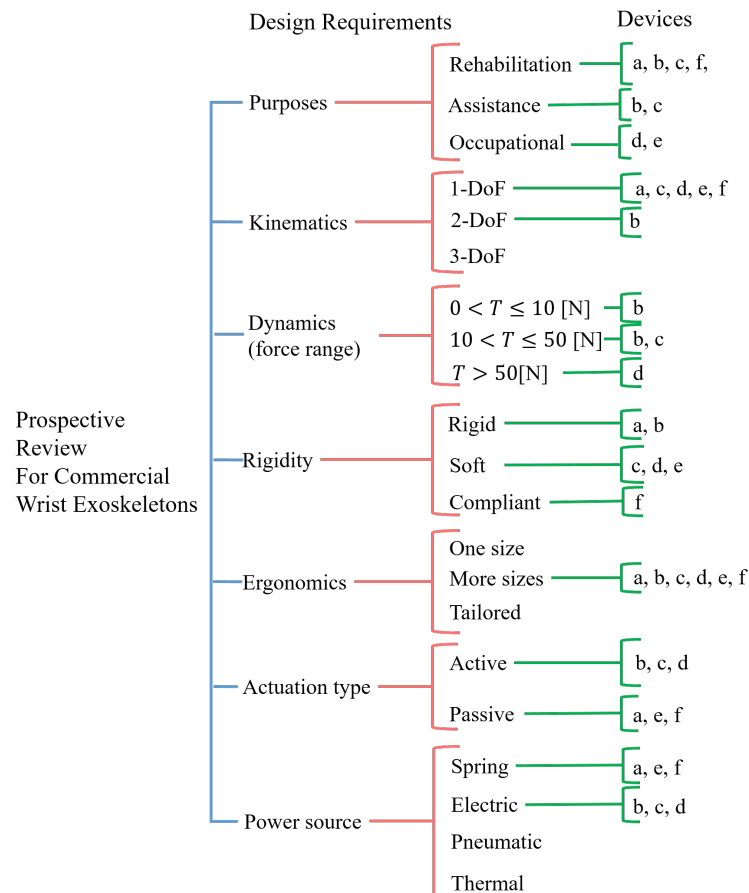 Design Requirements
Devices
Rehabilitation
a, b, c, f,
Purposes
Assistance
b, c
Occupational
d, e
1-DoF
a, c, d, e, f
Kinematics
2-DoF
b
3-DoF
0 < T ≤ 10 [N]
b
Dynamics
(force range)
10 < T ≤ 50 [N]
b, c
T > 50[N]
d
Prospective
Review
For Commercial
Wrist Exoskeletons
Rigid
a, b
Rigidity
Soft
c, d, e
Compliant
f
One size
Ergonomics
More sizes
a, b, c, d, e, f
Tailored
Active
b, c, d
Actuation type
Passive
a, e, f
Spring
a, e, f
Power source
Electric
b, c, d
Pneumatic
Thermal